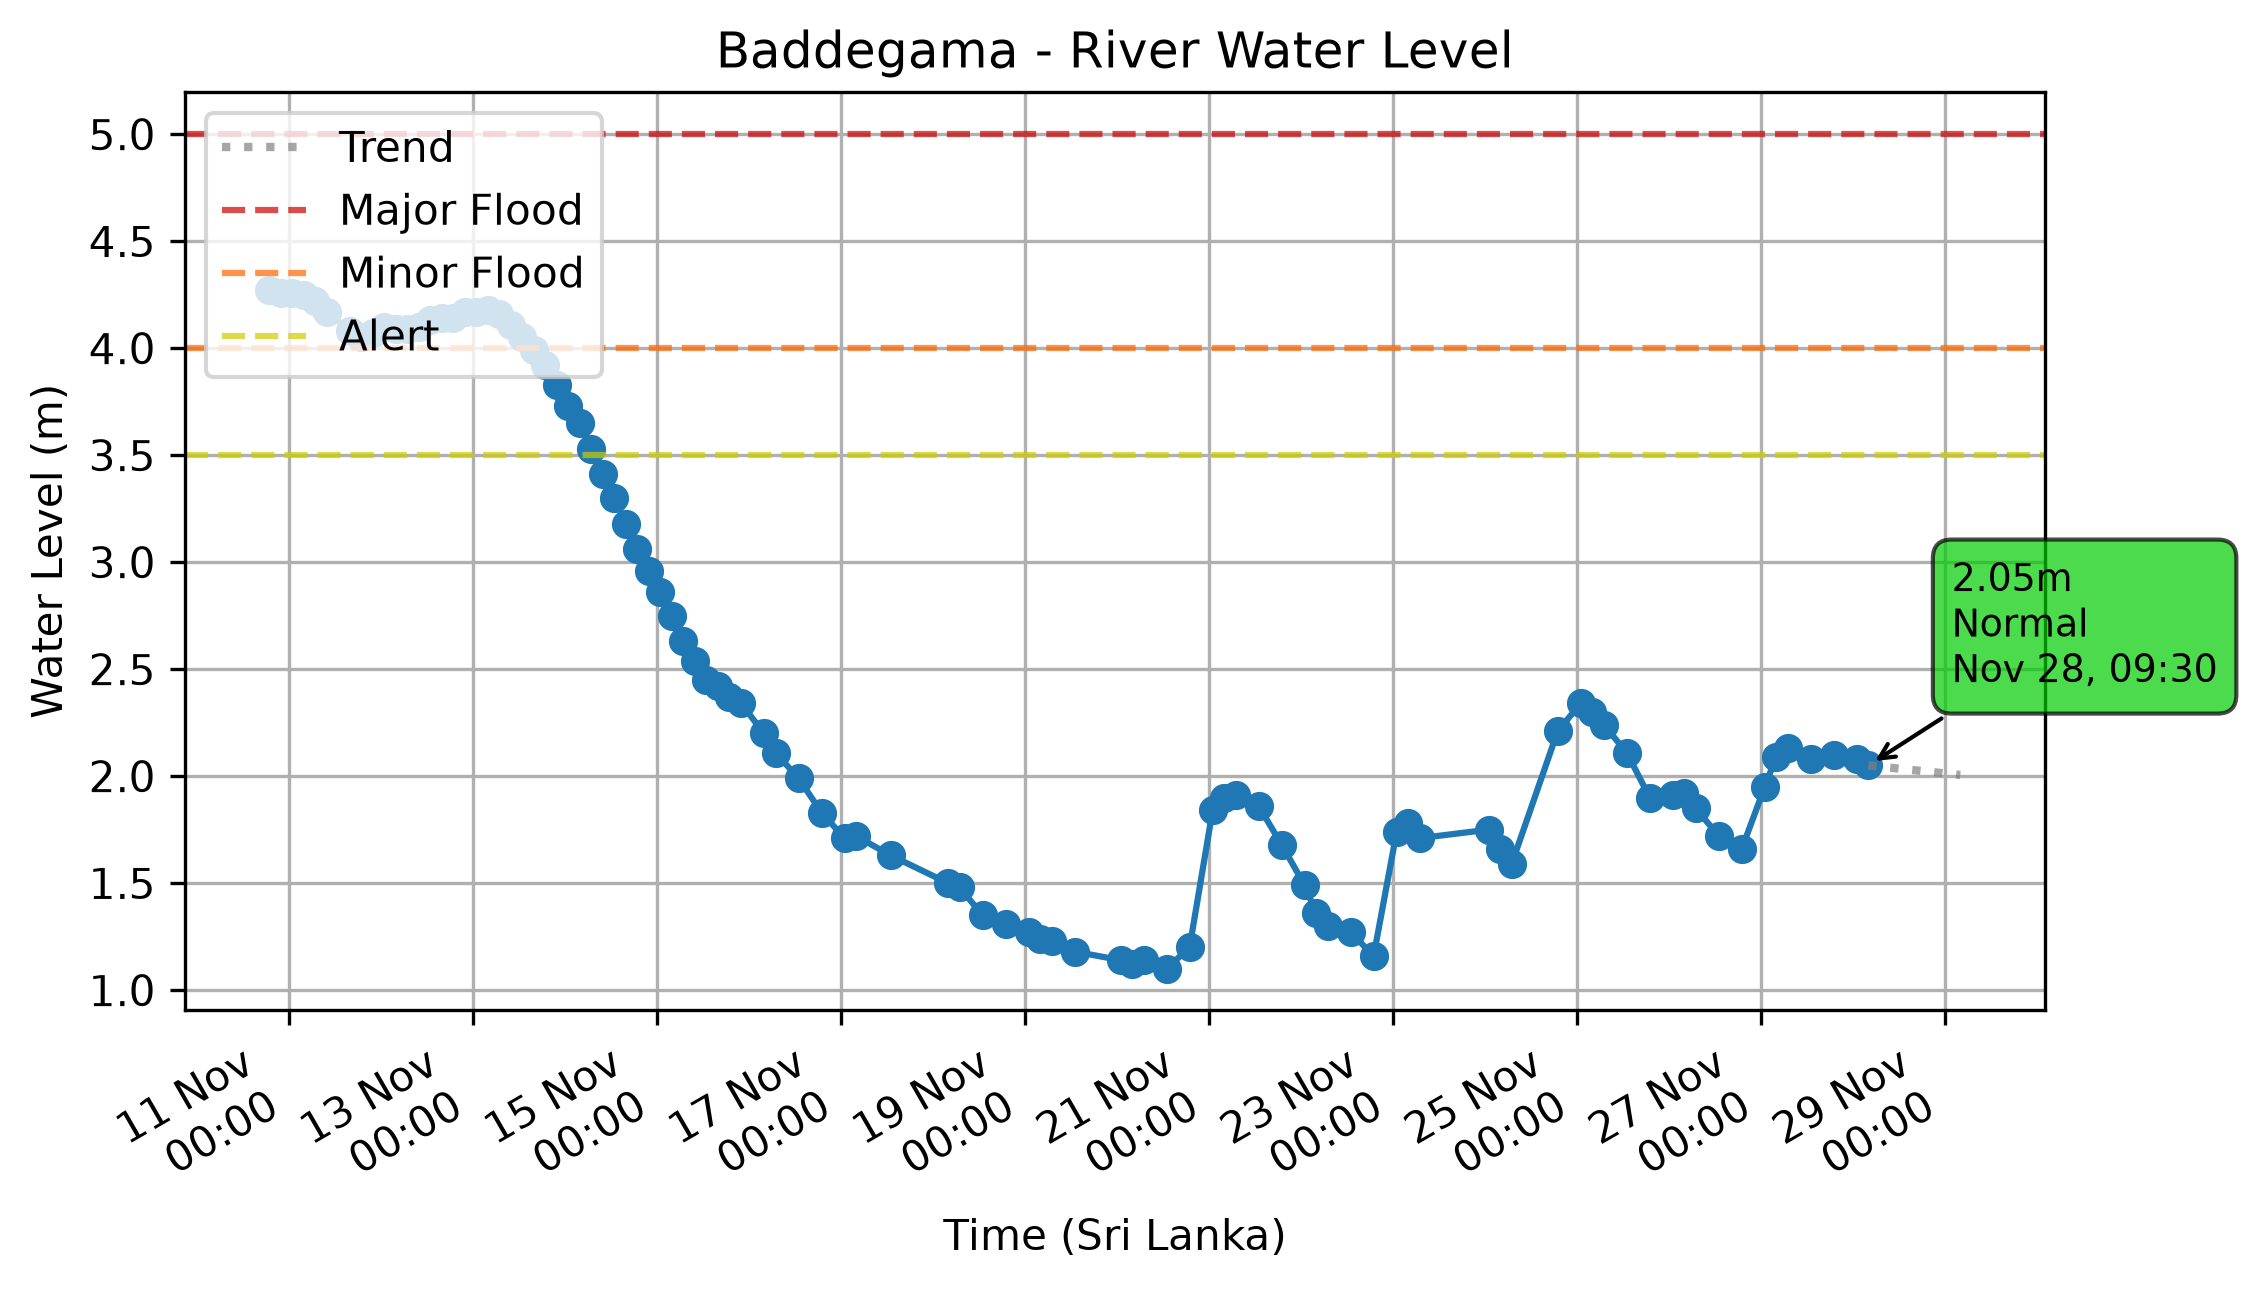 Baddegama - River Water Level
Trend
Major Flood
Minor Flood
Alert
5.0
4.5
4.0
3.5
3.0
2.5
2.0
1.5
1.0
Water Level (m)
2.05m
Normal
Nov 28, 09:30
11 Nov
00:00
13 Nov
00:00
15 Nov
00:00
17 Nov
00:00
19 Nov
00:00
21 Nov
00:00
23 Nov
00:00
25 Nov
00:00
27 Nov
00:00
29 Nov
00:00
Time (Sri Lanka)